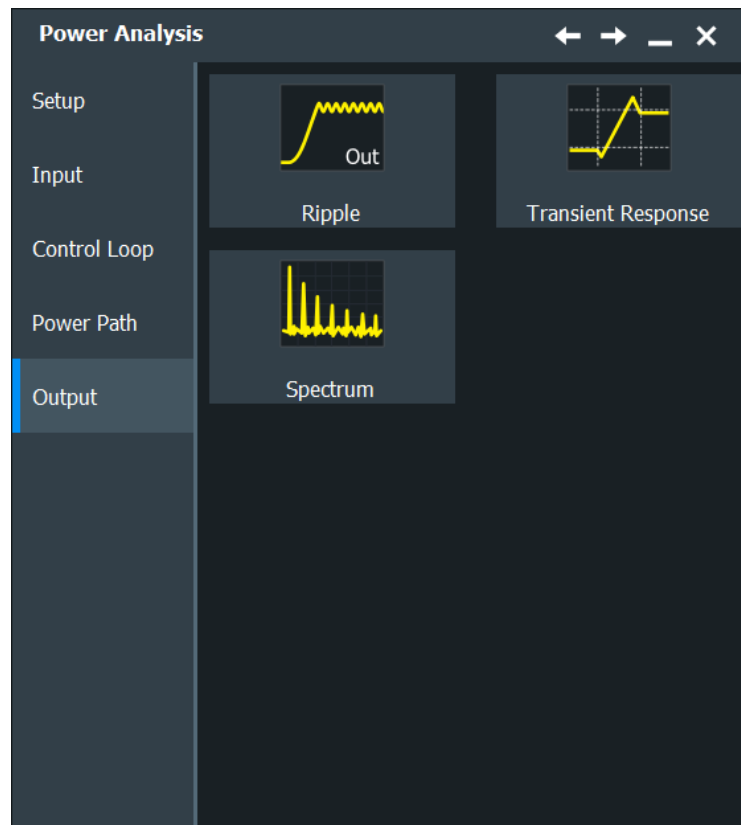 Power Analysis
Setup
Input
Control Loop
Power Path
Output
Out
Ripple
Transient Response
Spectrum